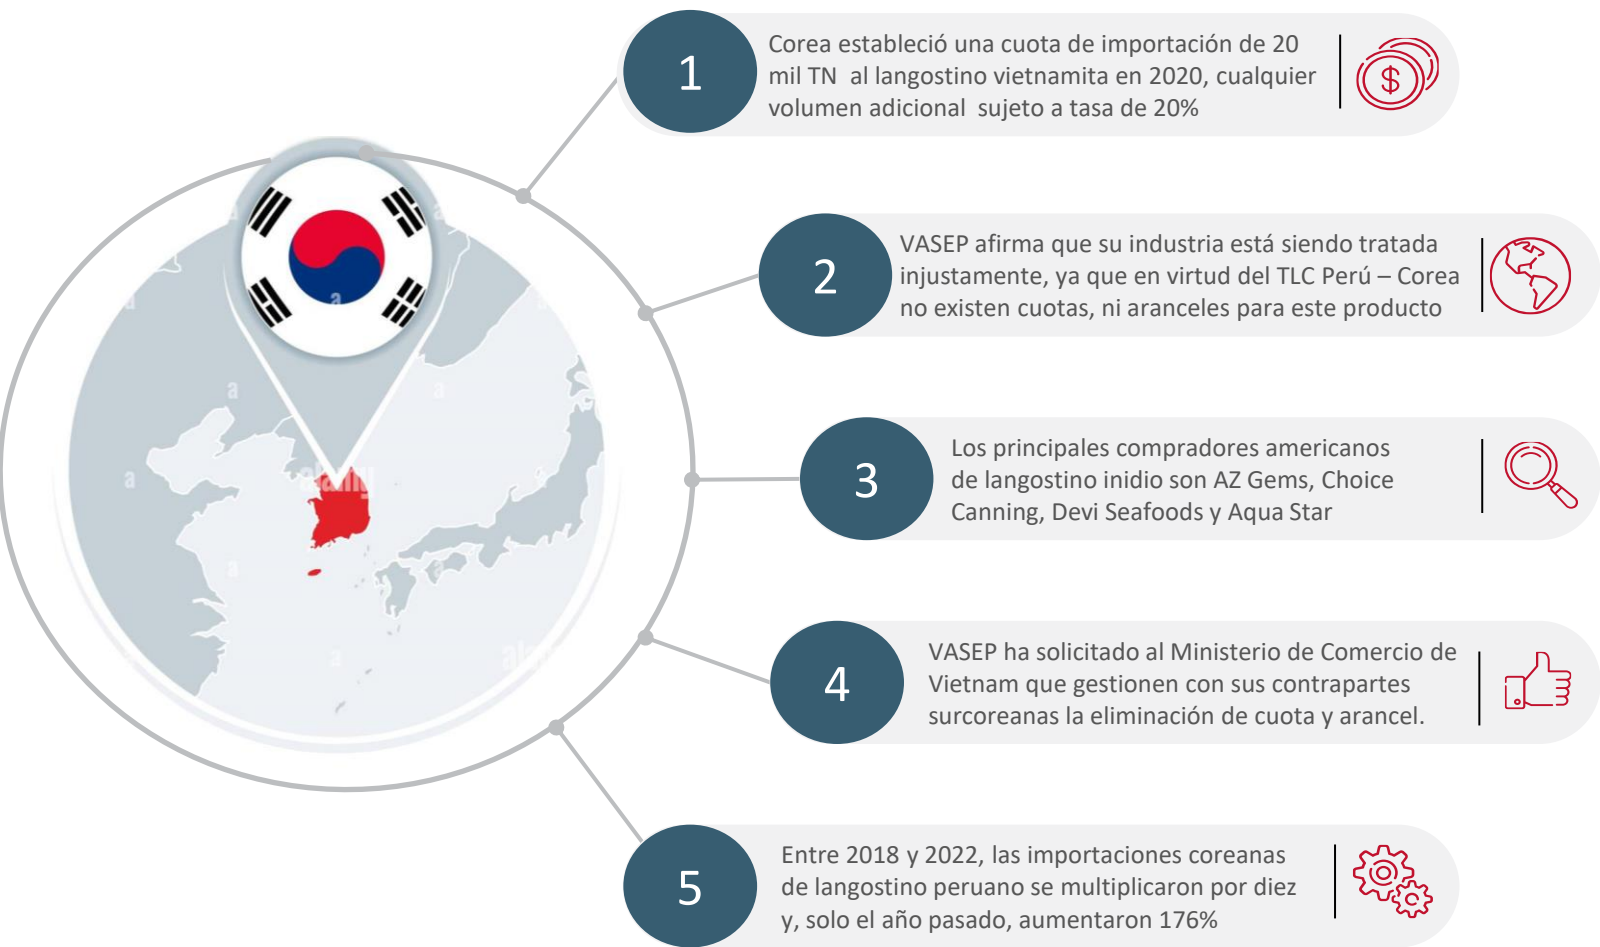 1
Corea estableció una cuota de importación de 20
mil TN al langostino vietnamita en 2020, cualquier
volumen adicional sujeto a tasa de 20%
$
2
VASEP afirma que su industria está siendo tratada
injustamente, ya que en virtud del TLC Perú – Corea
no existen cuotas, ni aranceles para este producto
3
Los principales compradores americanos
de langostino inidio son AZ Gems, Choice
Canning, Devi Seafoods y Aqua Star
4
VASEP ha solicitado al Ministerio de Comercio de
Vietnam que gestionen con sus contrapartes
surcoreanas la eliminación de cuota y arancel.
5
Entre 2018 y 2022, las importaciones coreanas
de langostino peruano se multiplicaron por diez
y, solo el año pasado, aumentaron 176%
alamy
a
a
a
a
a
a
a
a